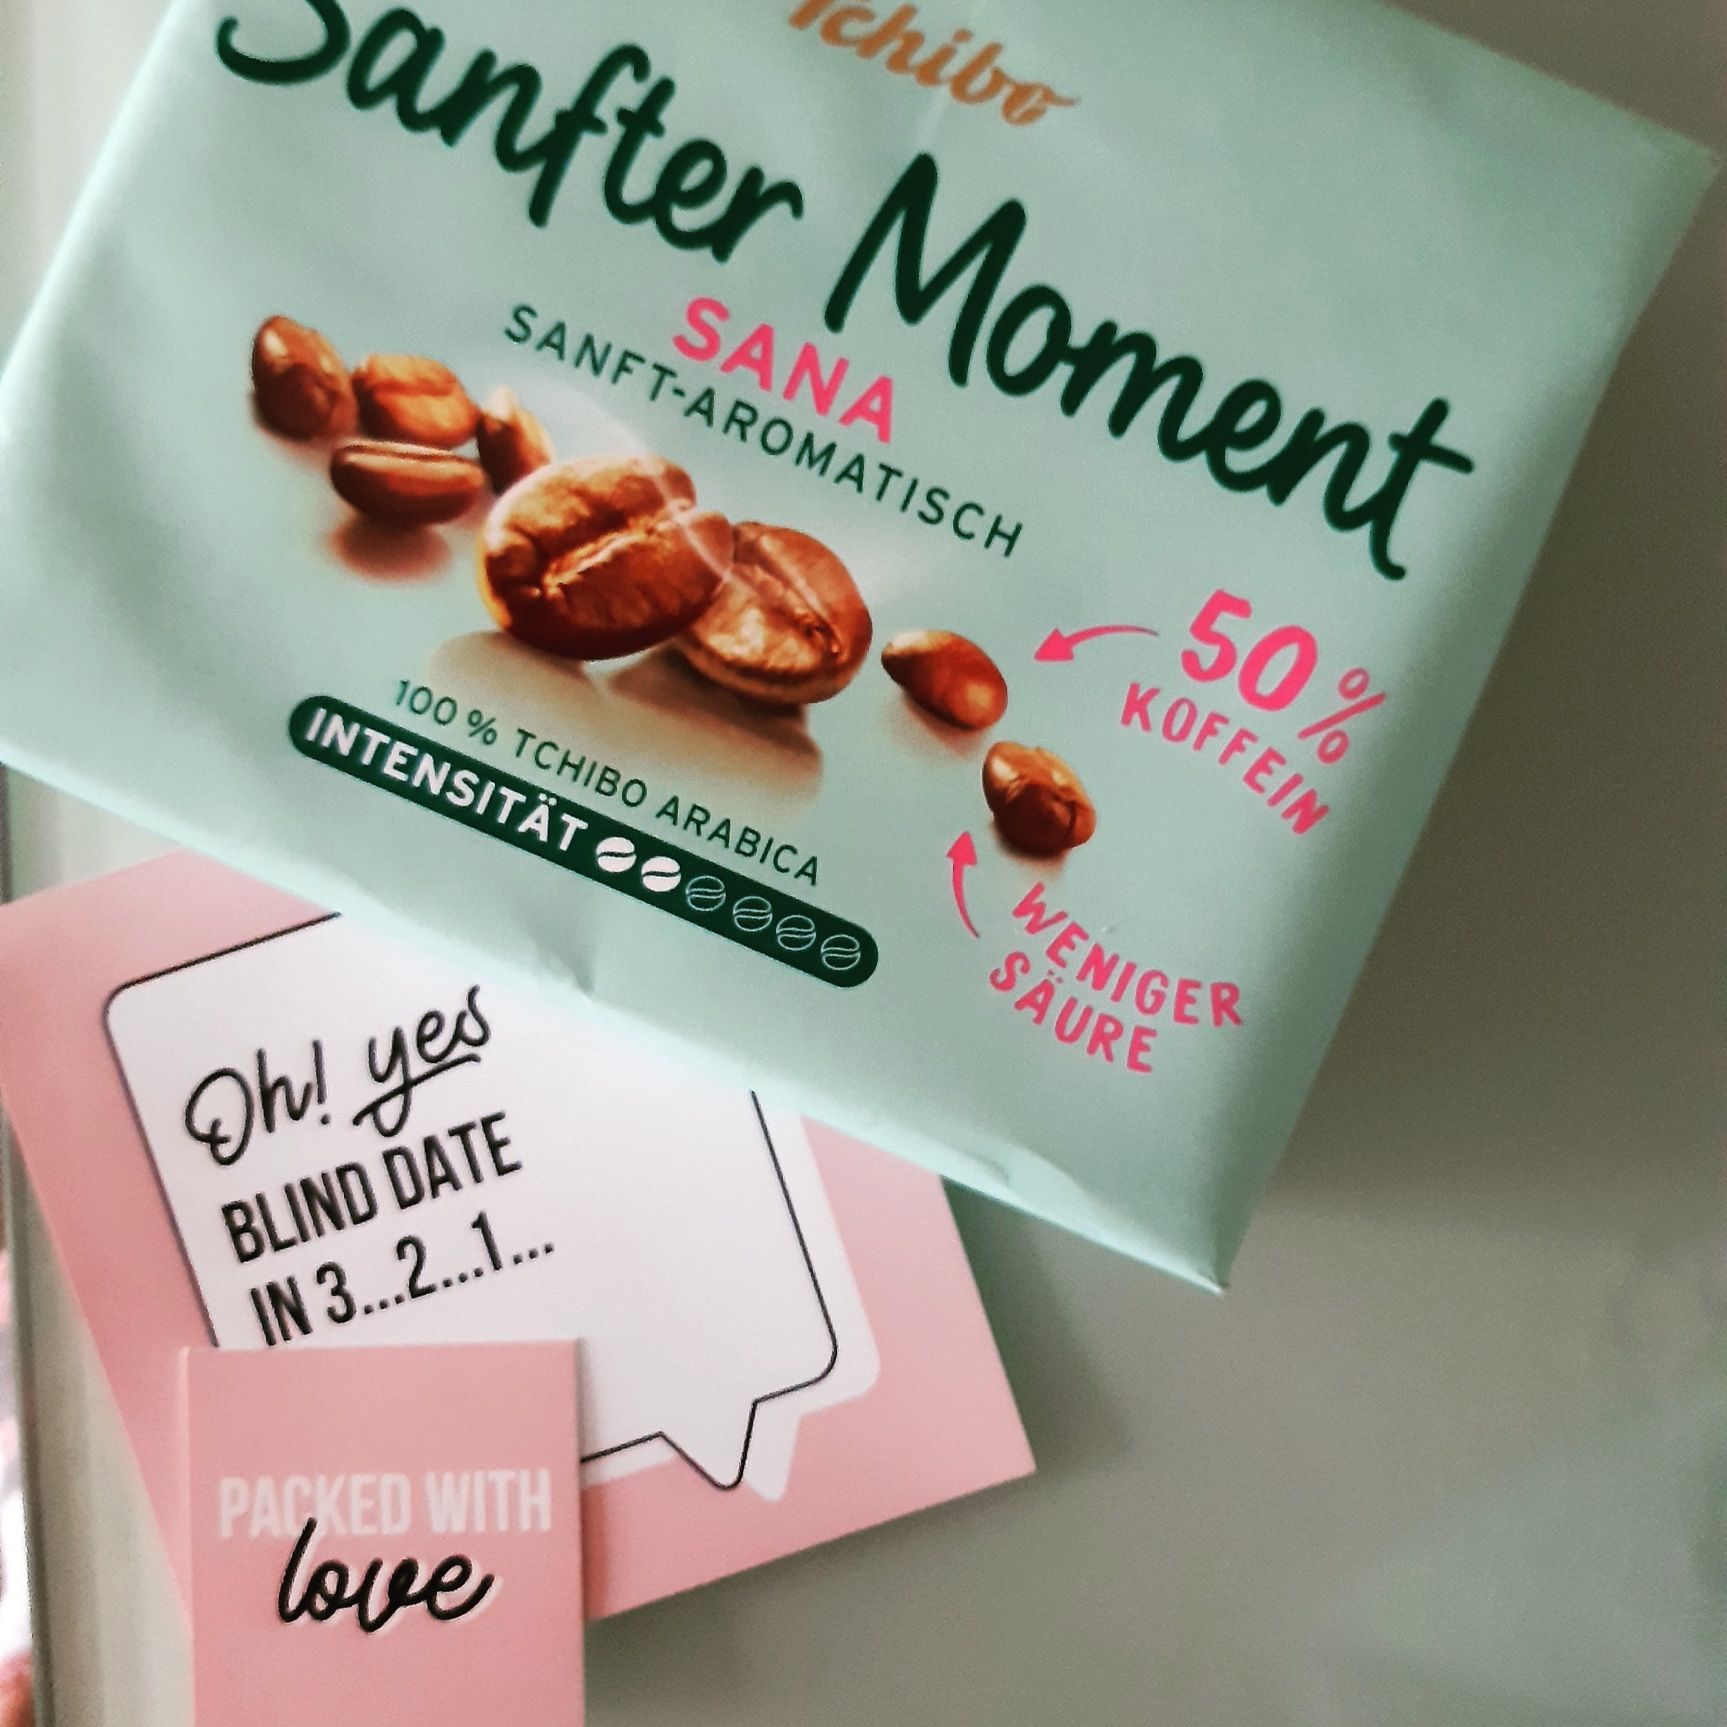 Tchibo
Sanfter Moment
SANA
SANFT-AROMATISCH
50%
KOFFEIN
WENIGER
SÄURE
100 % TCHIBO ARABICA
INTENSITÄT
Oh! yes
BLIND DATE
IN 3...2...1...
PACKED WITH
love